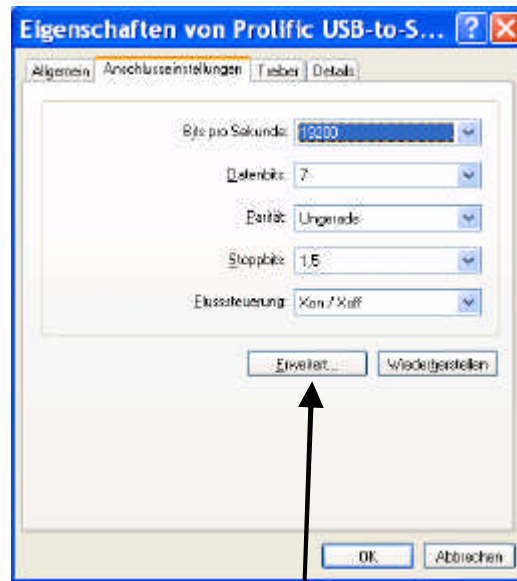 Eigenschaften von Prolific USB-to-S...
Allgemein Anschlusseinstellungen Treiber Details
Bits pro Sekunde: 19200
Datenbits: 7
Parität: Ungerade
Stoppbits: 1,5
Flusssteuerung: Xon / Xoff
Erweitert... Wiederherstellen
OK Abbrechen